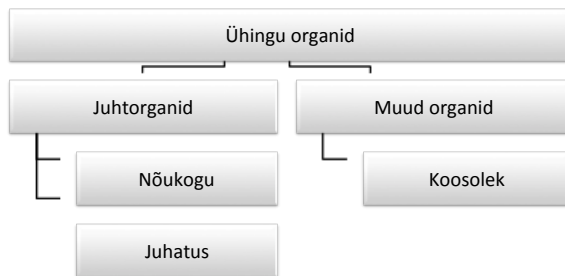 Ühingu organid
Juhtorganid
Muud organid
Nõukogu
Koosolek
Juhatus